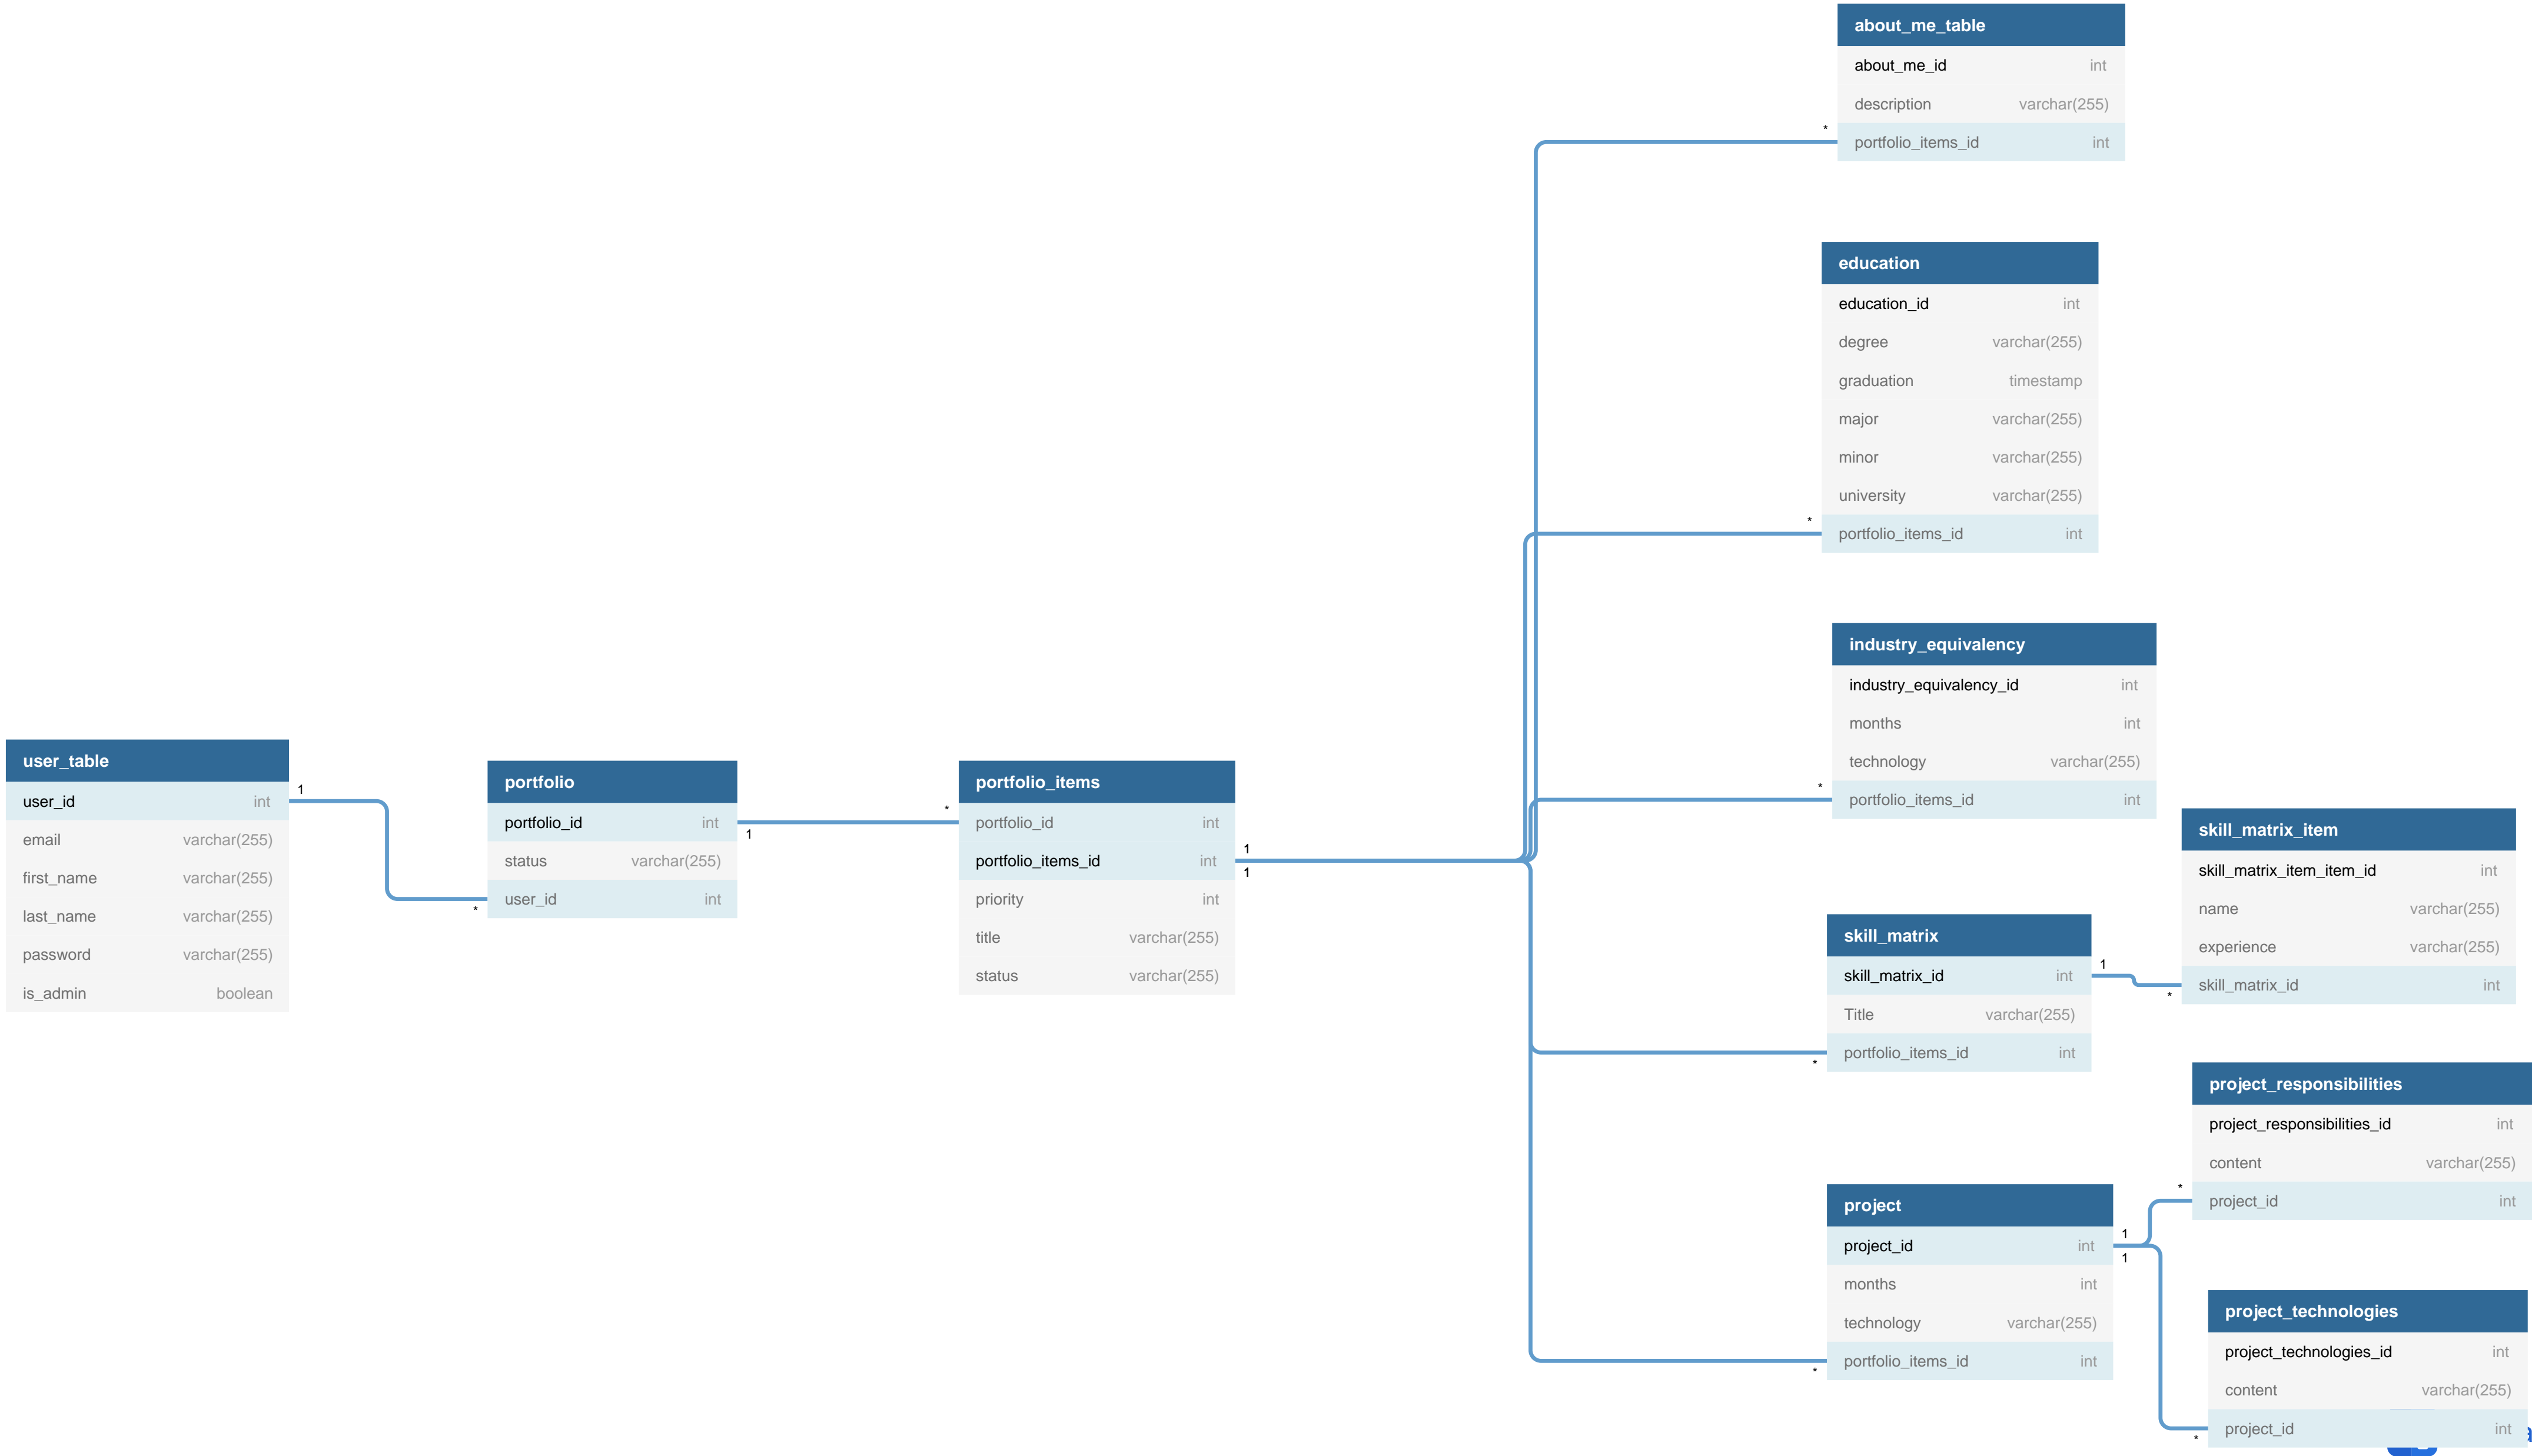 about_me_table
about_me_id int
description varchar(255)
* portfolio_items_id int
education
education_id int
degree varchar(255)
graduation timestamp
major varchar(255)
minor varchar(255)
university varchar(255)
* portfolio_items_id int
industry_equivalency
industry_equivalency_id int
months int
technology varchar(255)
* portfolio_items_id int
user_table
user_id int 1
email varchar(255)
first_name varchar(255)
last_name varchar(255)
password varchar(255)
is_admin boolean
portfolio
portfolio_id int 1
status varchar(255)
* user_id int
portfolio_items
* portfolio_id int
portfolio_items_id int 1
1
priority int
title varchar(255)
status varchar(255)
skill_matrix
skill_matrix_id int 1
Title varchar(255)
* portfolio_items_id int
skill_matrix_item
skill_matrix_item_item_id int
name varchar(255)
experience varchar(255)
* skill_matrix_id int
project
project_id int 1
1
months int
technology varchar(255)
* portfolio_items_id int
project_responsibilities
project_responsibilities_id int
content varchar(255)
* project_id int
project_technologies
project_technologies_id int
content varchar(255)
* project_id int